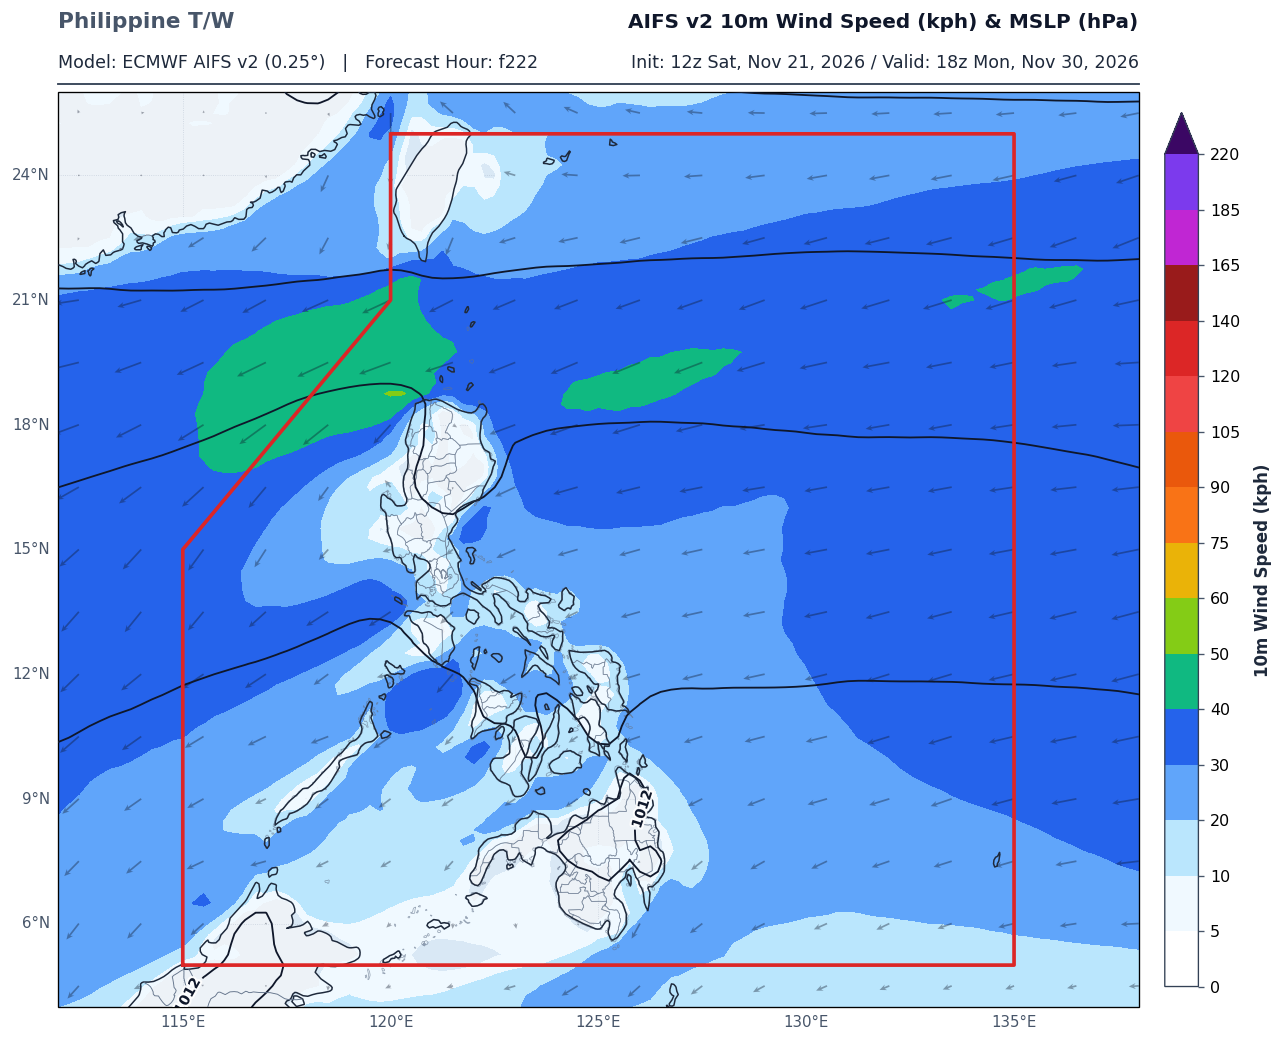 Philippine T/W
AIFS v2 10m Wind Speed (kph) & MSLP (hPa)
Model: ECMWF AIFS v2 (0.25°) | Forecast Hour: f222
Init: 12z Sat, Nov 21, 2026 / Valid: 18z Mon, Nov 30, 2026
24°N
21°N
18°N
15°N
12°N
9°N
6°N
115°E
120°E
125°E
130°E
135°E
1012
1012
220
185
165
140
120
105
90
75
60
50
40
30
20
10
5
0
10m Wind Speed (kph)